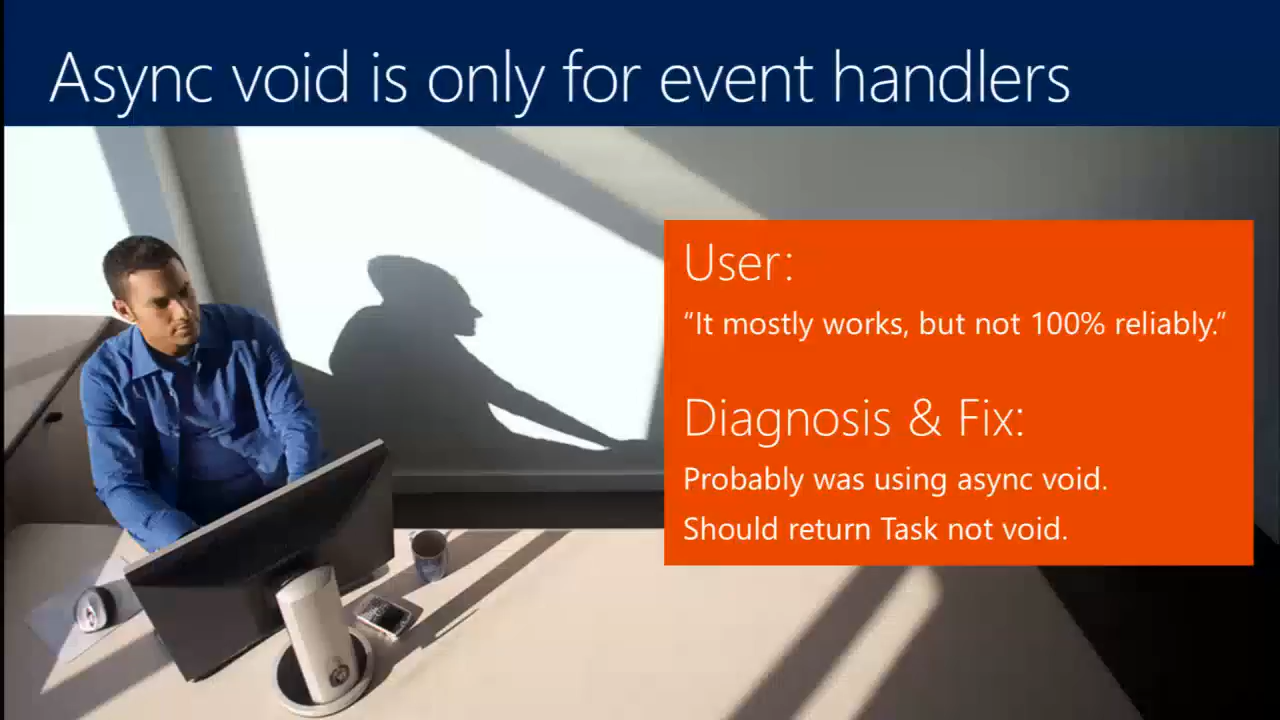 Async void is only for event handlers
User:
“It mostly works, but not 100% reliably.”
Diagnosis & Fix:
Probably was using async void.
Should return Task not void.